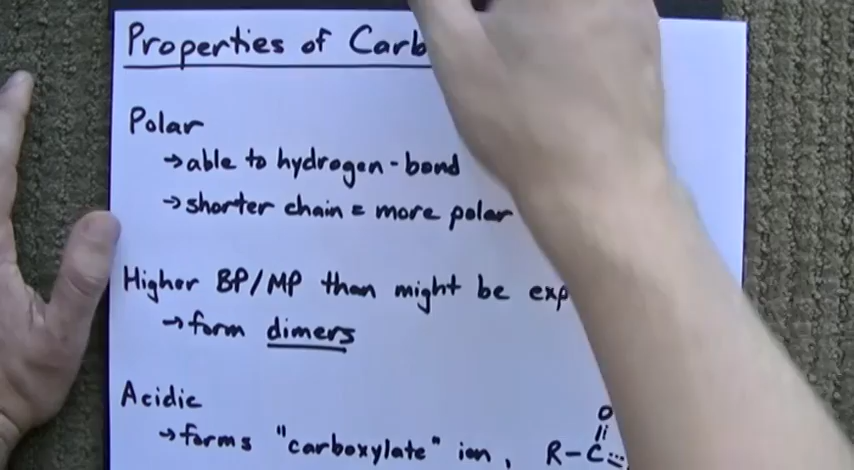 Properties of Carb
Polar
→able to hydrogen-bond
→shorter chain = more polar
Higher BP/MP than might be exp
→form dimers
Acidic
→forms "carboxylate" ion,
O
R-C